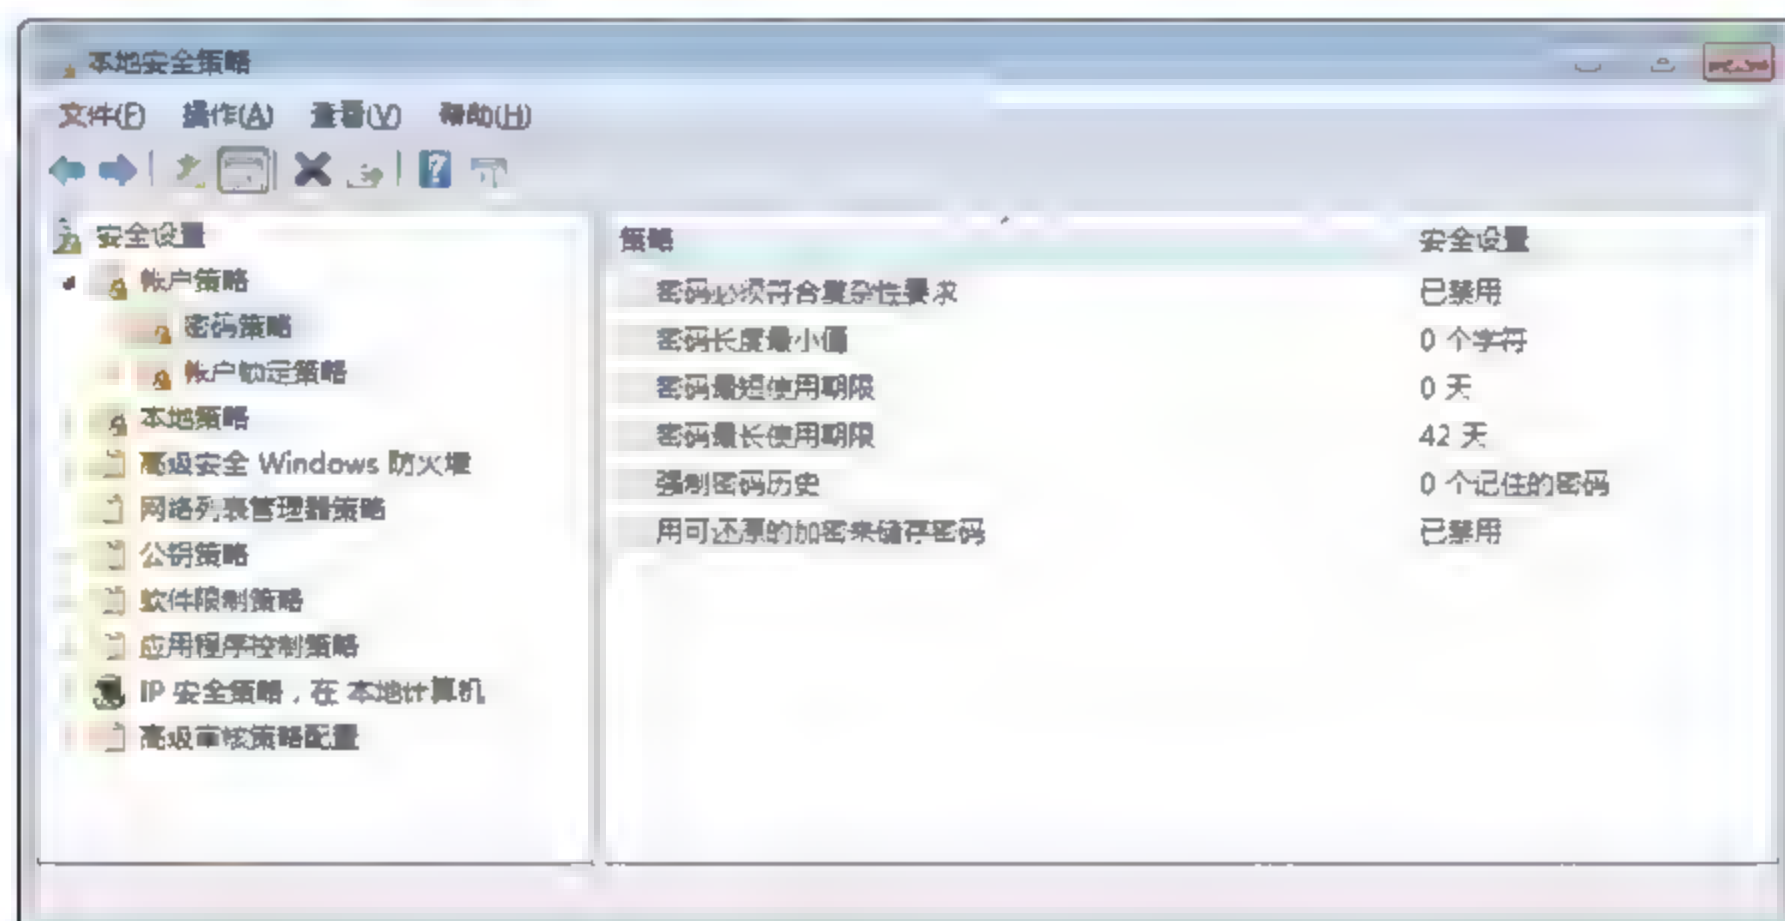 本地安全策略
文件(F) 操作(A) 查看(V) 帮助(H)
安全设置
帐户策略
密码策略
帐户锁定策略
本地策略
高级安全 Windows 防火墙
网络列表管理器策略
公钥策略
软件限制策略
应用程序控制策略
IP 安全策略，在 本地计算机
高级审核策略配置
策略 安全设置
密码必须符合复杂性要求 已禁用
密码长度最小值 0 个字符
密码最短使用期限 0 天
密码最长使用期限 42 天
强制密码历史 0 个记住的密码
用可还原的加密来储存密码 已禁用